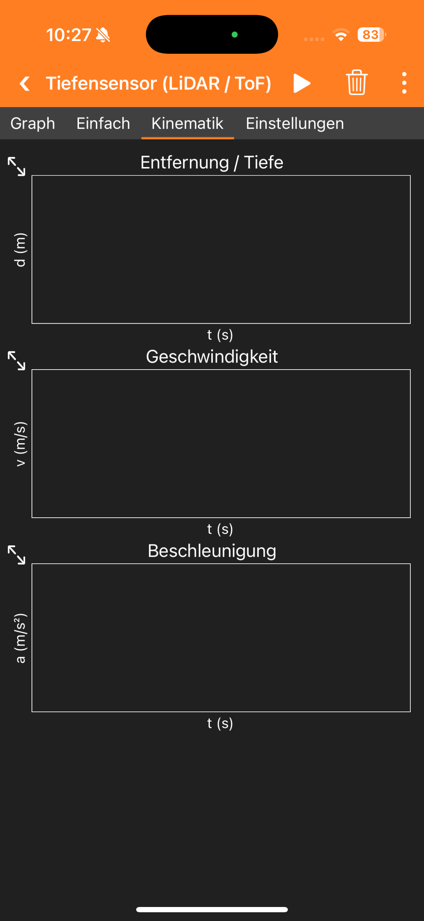 10:27
83
Tiefensensor (LiDAR / ToF)
Graph Einfach Kinematik Einstellungen
Entfernung / Tiefe
d (m)
t (s)
Geschwindigkeit
v (m/s)
t (s)
Beschleunigung
a (m/s²)
t (s)